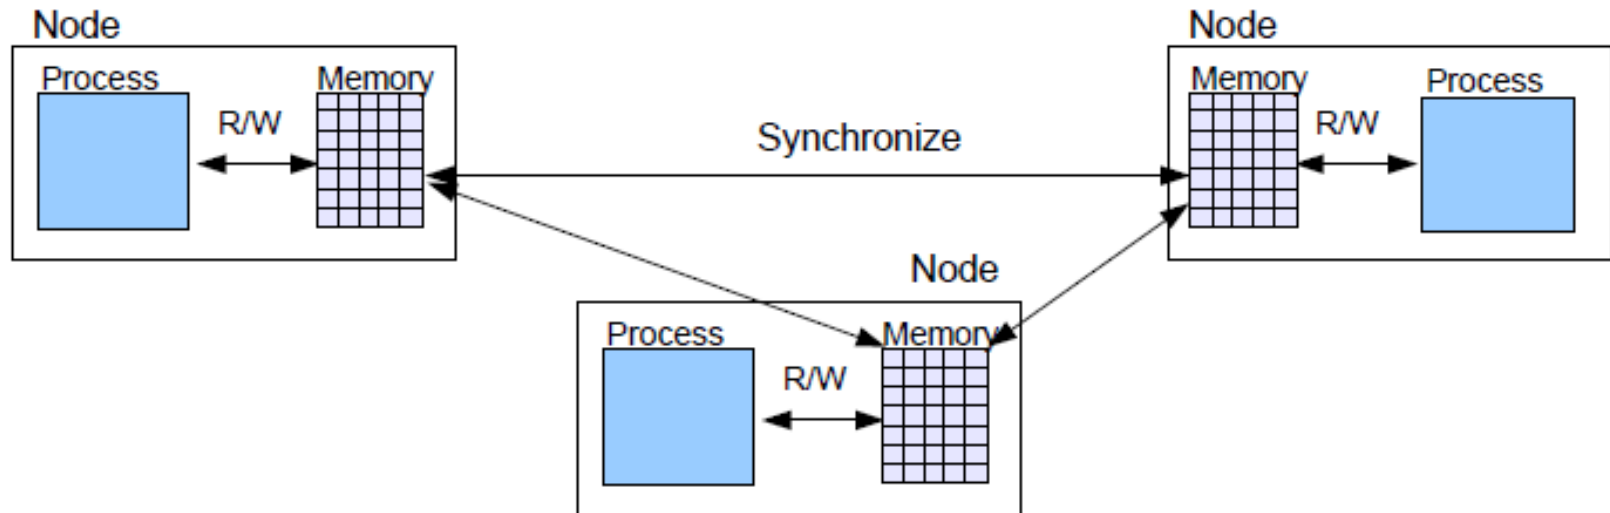 Node
Process
Memory
R/W
Synchronize
Node
Memory
Process
R/W
Node
Process
Memory
R/W